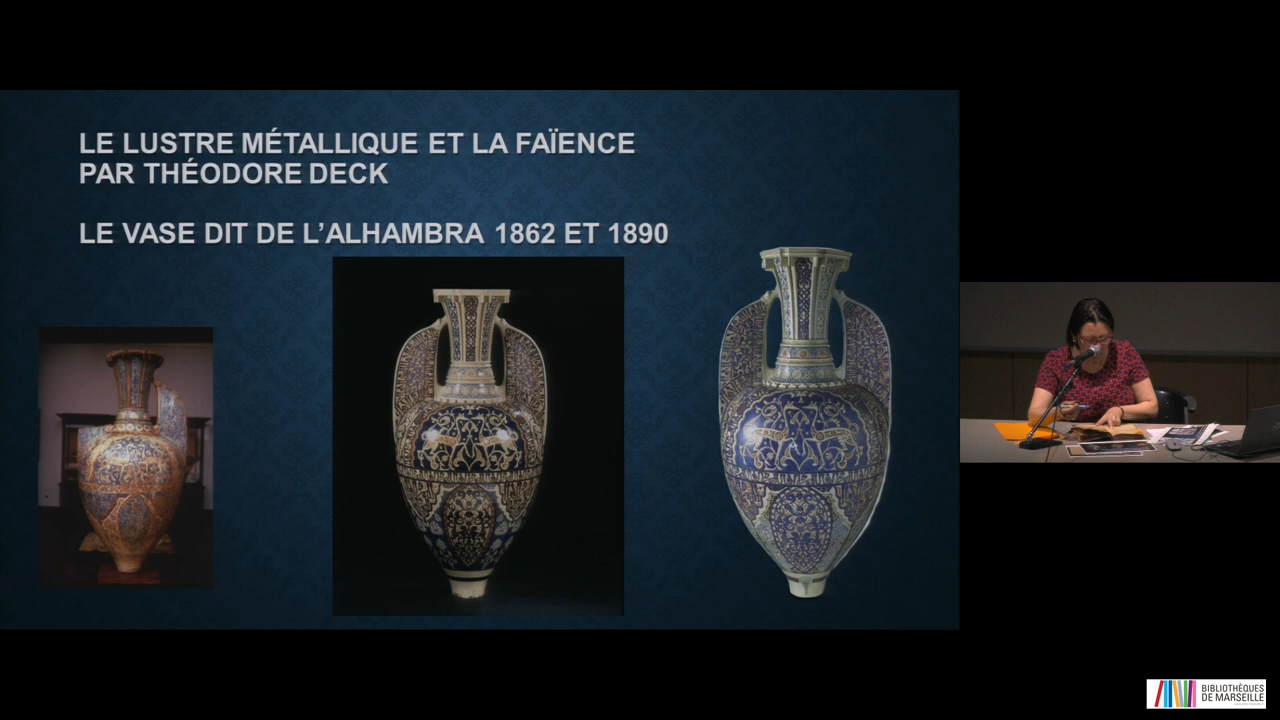 LE LUSTRE MÉTALLIQUE ET LA FAÏENCE
PAR THÉODORE DECK
LE VASE DIT DE L'ALHAMBRA 1862 ET 1890
BIBLIOTHÈQUES
DE MARSEILLE